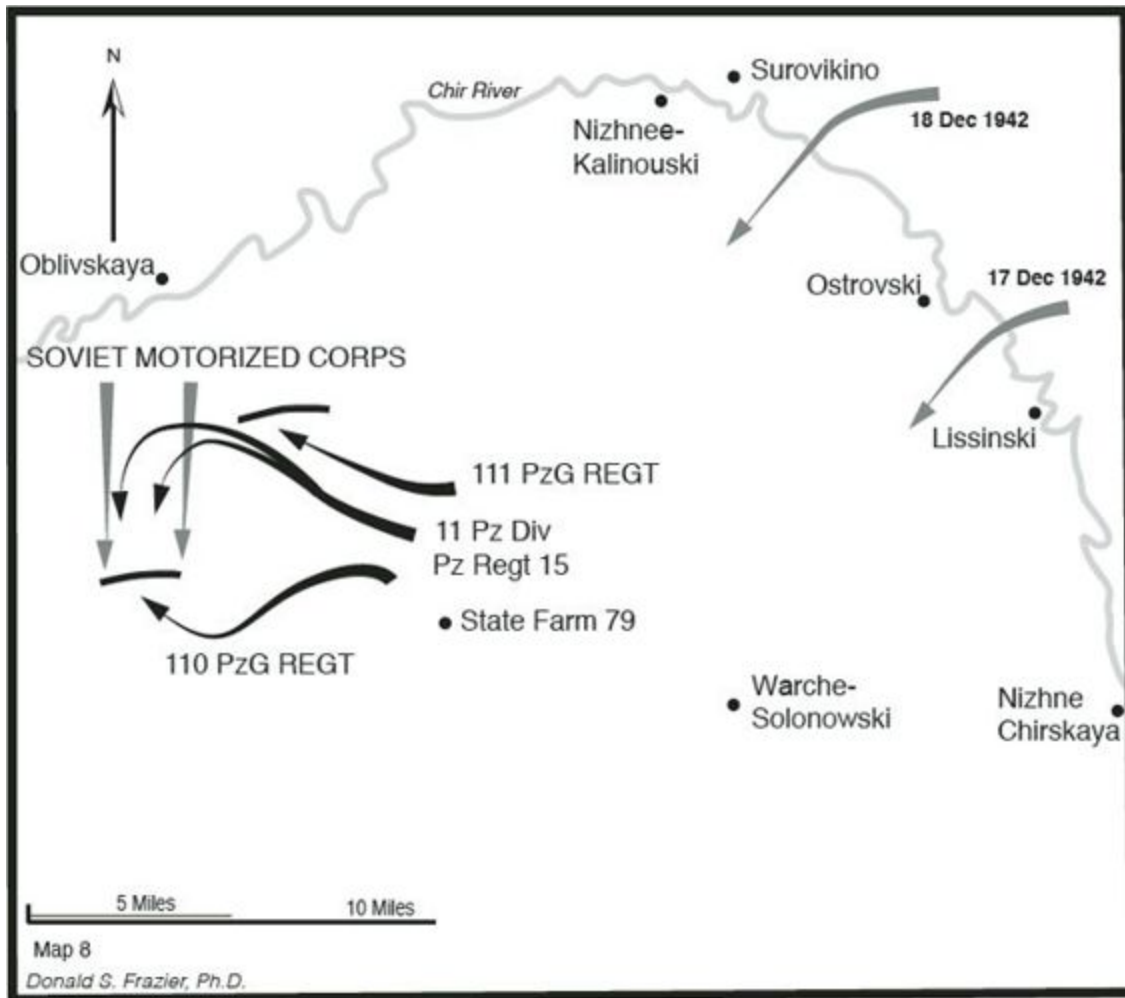 N
Chir River
Surovikino
18 Dec 1942
Nizhnee-
Kalinouski
Oblivskaya
Ostrovski
17 Dec 1942
SOVIET MOTORIZED CORPS
Lissinski
111 PzG REGT
11 Pz Div
Pz Regt 15
State Farm 79
110 PzG REGT
Warche-
Solonowski
Nizhne
Chirskaya
5 Miles
10 Miles
Map 8
Donald S. Frazier, Ph.D.